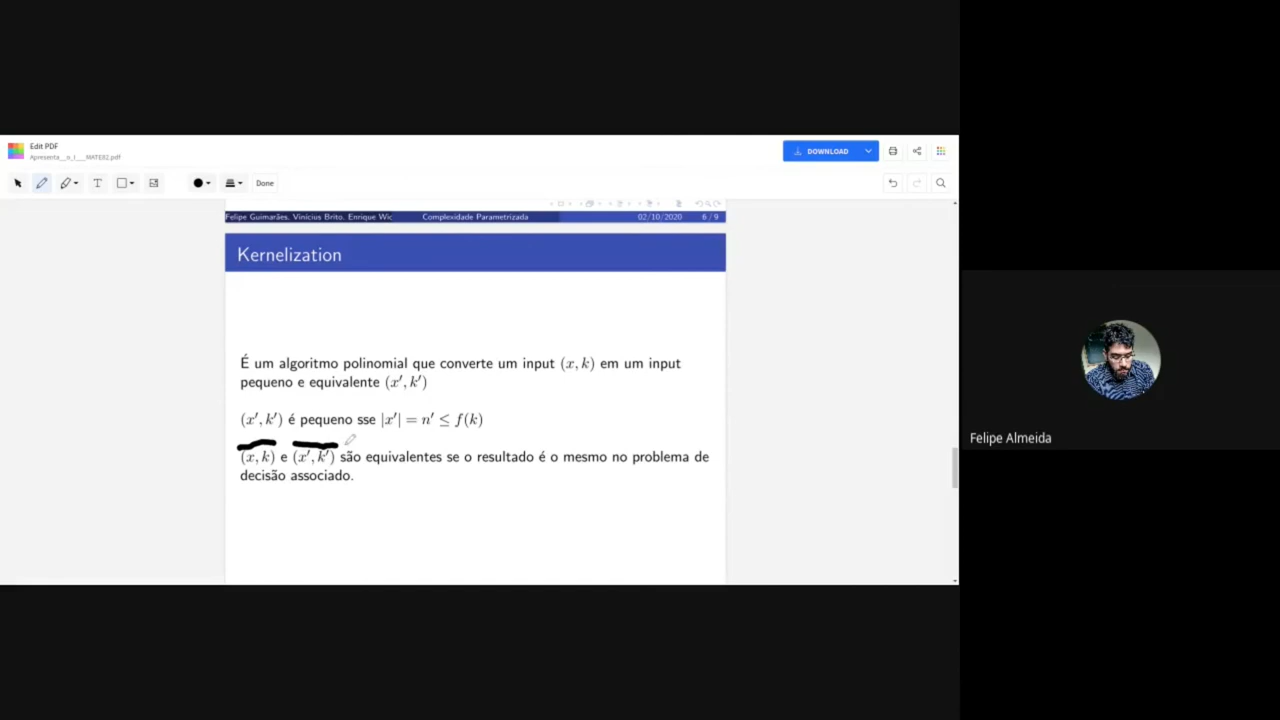 Edit PDF
Apresenta__o_I___MATE82.pdf
DOWNLOAD
T
Done
Felipe Guimarães, Vinícius Brito, Enrique Wic
Complexidade Parametrizada
02/10/2020
6 / 9
Kernelization
É um algoritmo polinomial que converte um input (x, k) em um input
pequeno e equivalente (x′, k′)
(x′, k′) é pequeno sse |x′| = n′ ≤ f(k)
(x, k) e (x′, k′) são equivalentes se o resultado é o mesmo no problema de
decisão associado.
Felipe Almeida